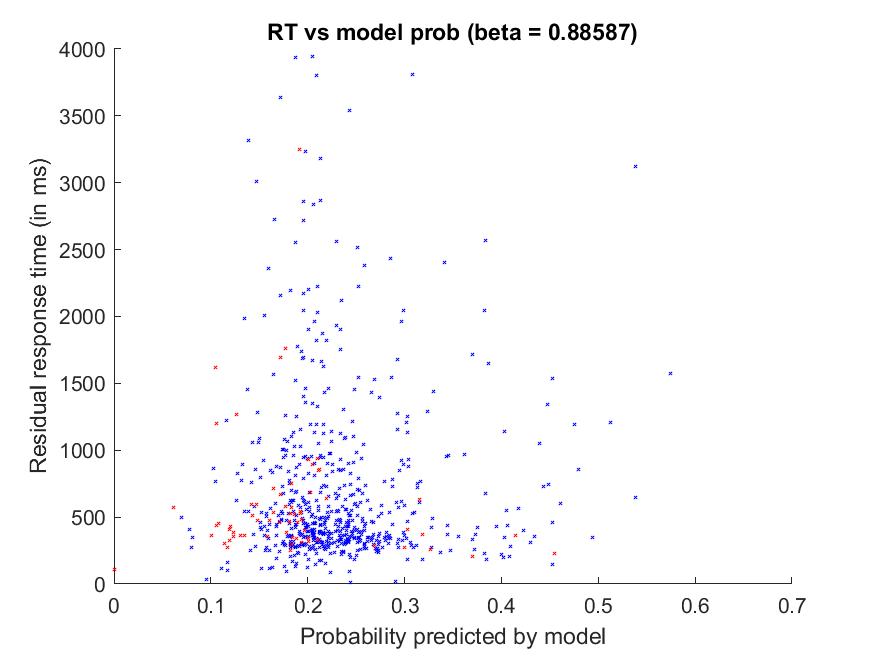 RT vs model prob (beta = 0.88587)
4000
3500
3000
2500
2000
1500
1000
500
0
Residual response time (in ms)
0 0.1 0.2 0.3 0.4 0.5 0.6 0.7
Probability predicted by model